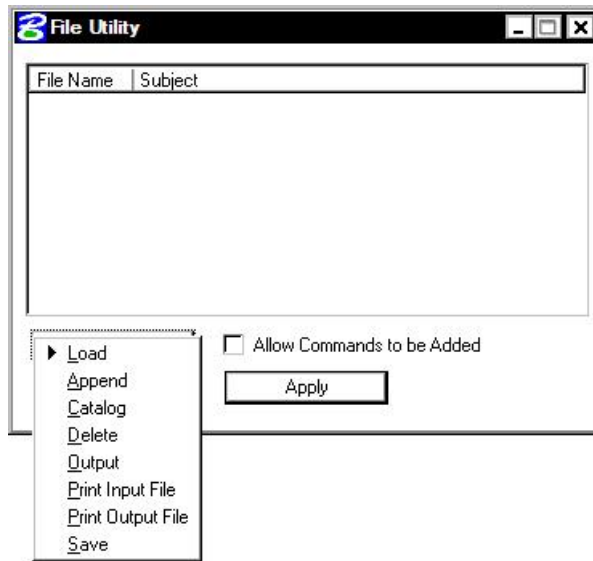 File Utility
File Name Subject
Allow Commands to be Added
Apply
Load
Append
Catalog
Delete
Output
Print Input File
Print Output File
Save